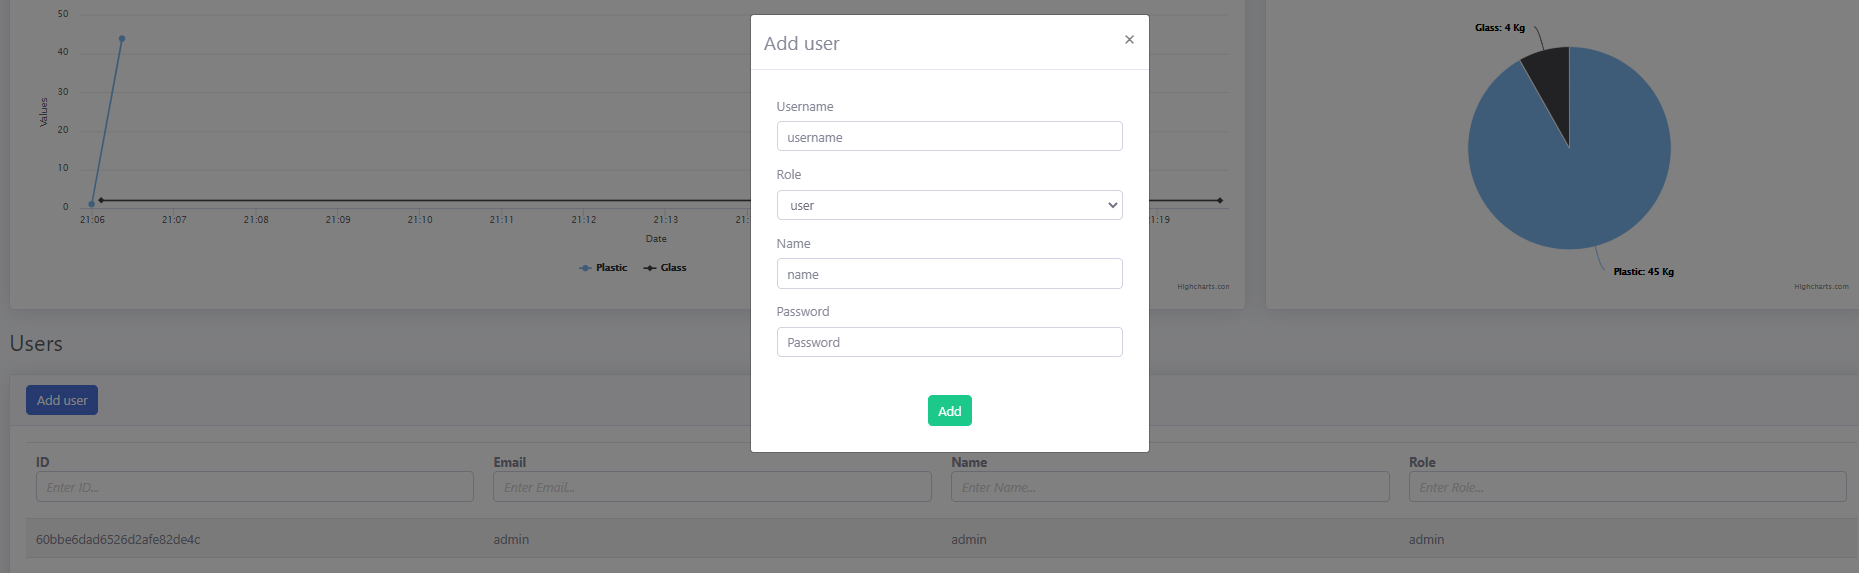 50
40
30
20
10
0
Values
21:06
21:07
21:08
21:09
21:10
21:11
21:12
21:13
21:
1:19
Date
Plastic
Glass
Highcharts.com
Glass: 4 Kg
Plastic: 45 Kg
Highcharts.com
Add user
×
Username
username
Role
user
Name
name
Password
Password
Add
Users
Add user
ID Email Name Role
Enter ID... Enter Email... Enter Name... Enter Role...
60bbe6dad6526d2afe82de4c admin admin admin